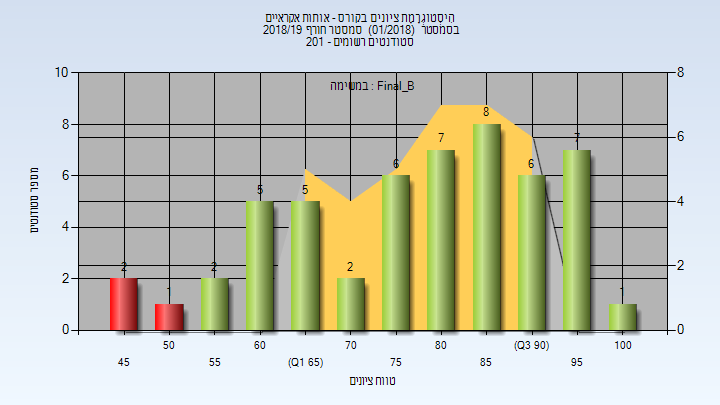 היסטוגרמת ציונים בקורס - אותות אקראיים
בסמסטר (01/2018) סמסטר חורף 2018/19
סטודנטים רשומים - 201
במשימה : Final_B
10 8 6 4 2 0
מספר סטודנטים
8 6 4 2 0
2 1 2 5 5 2 6 7 8 6 7 1
50 60 70 80 (Q3 90) 100
45 55 (Q1 65) 75 85 95
טווח ציונים